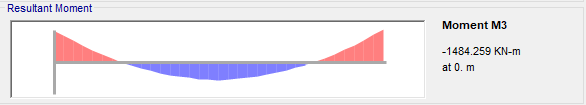 Resultant Moment
Moment M3
-1484.259 KN-m
at 0. m